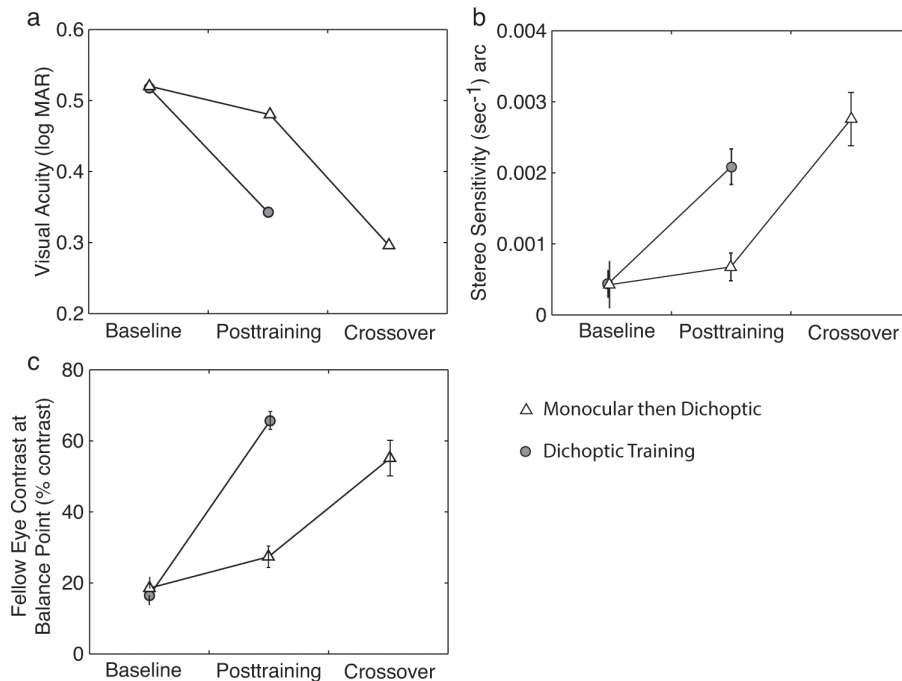 a
Visual Acuity (log MAR)
0.6
0.5
0.4
0.3
0.2
Baseline Posttraining Crossover
b
Stereo Sensitivity (sec-1) arc
0.004
0.003
0.002
0.001
0
Baseline Posttraining Crossover
c
Fellow Eye Contrast at
Balance Point (% contrast)
80
60
40
20
0
Baseline Posttraining Crossover
Monocular then Dichoptic
Dichoptic Training